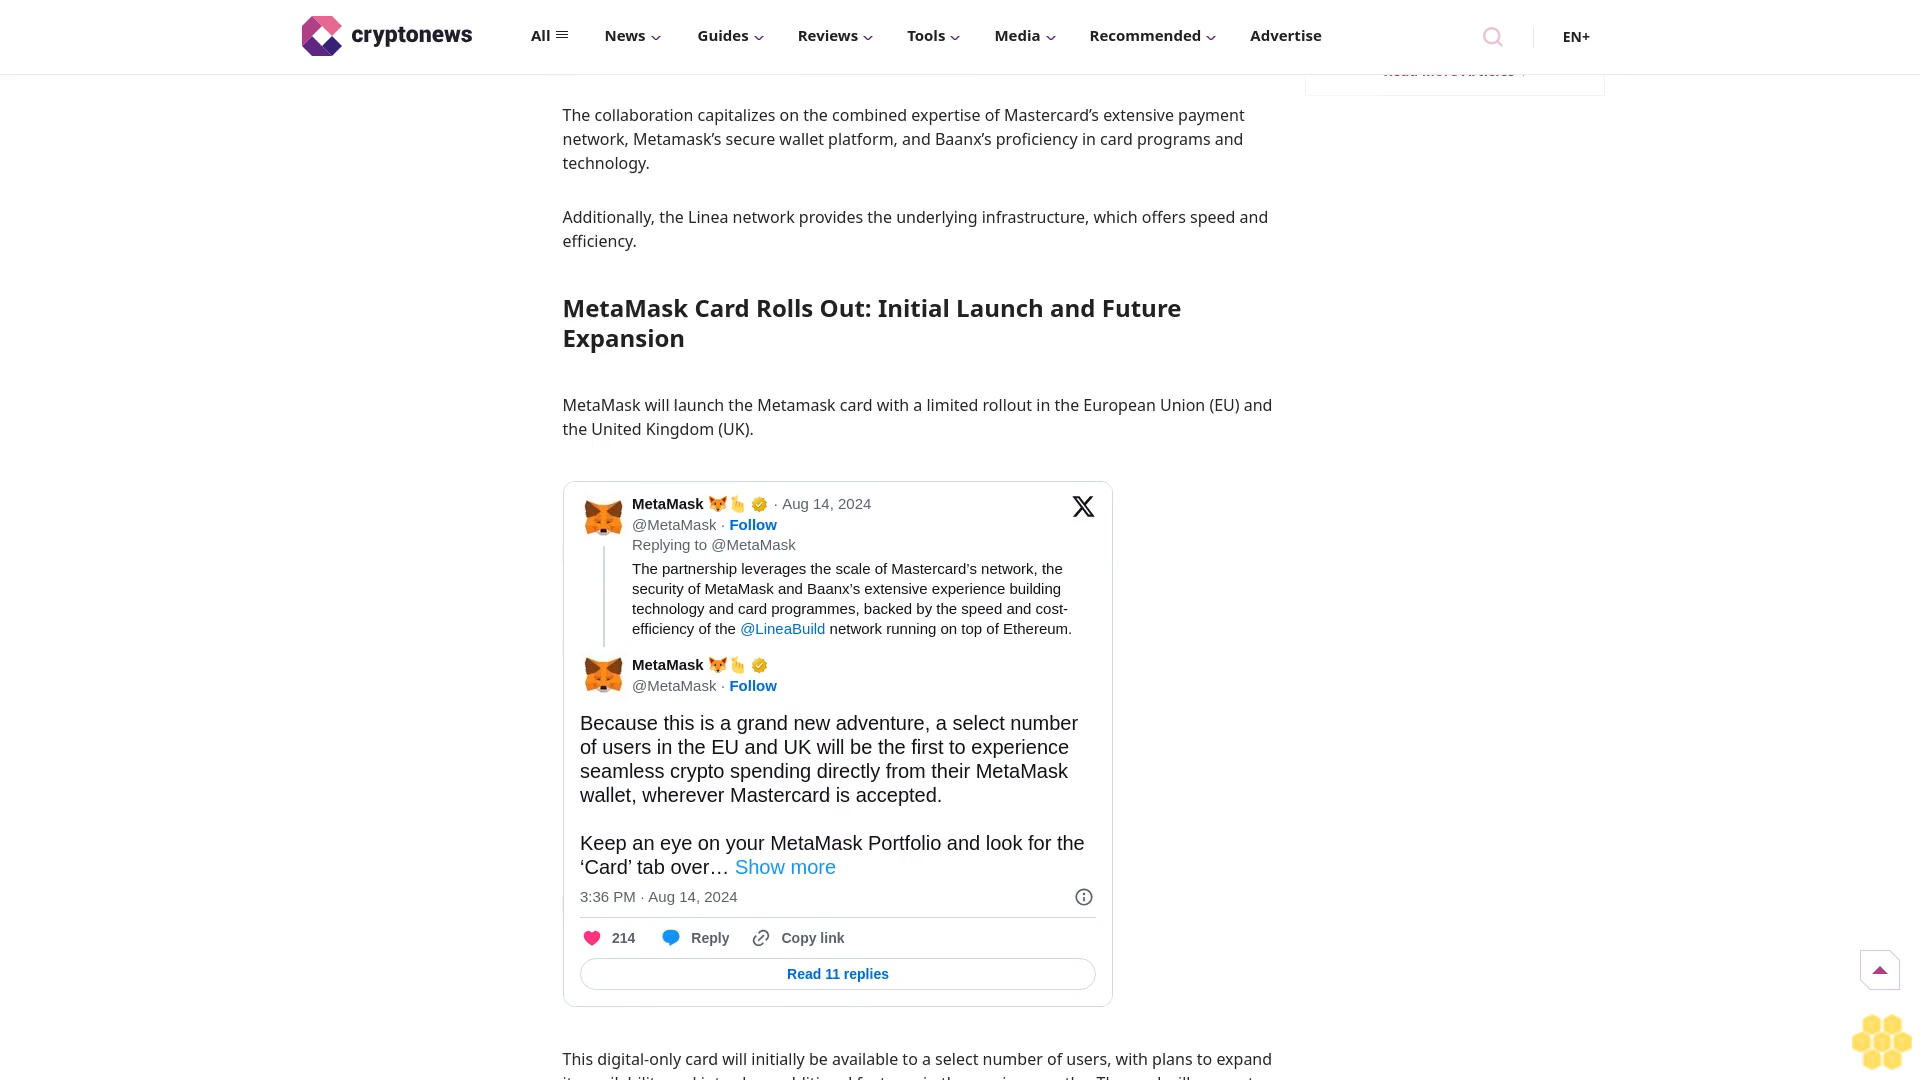 cryptonews
All
News
Guides
Reviews
Tools
Media
Recommended
Advertise
EN+
The collaboration capitalizes on the combined expertise of Mastercard’s extensive payment
network, Metamask’s secure wallet platform, and Baanx’s proficiency in card programs and
technology.
Additionally, the Linea network provides the underlying infrastructure, which offers speed and
efficiency.
MetaMask Card Rolls Out: Initial Launch and Future
Expansion
MetaMask will launch the Metamask card with a limited rollout in the European Union (EU) and
the United Kingdom (UK).
MetaMask · Aug 14, 2024
@MetaMask · Follow
Replying to @MetaMask
The partnership leverages the scale of Mastercard’s network, the
security of MetaMask and Baanx’s extensive experience building
technology and card programmes, backed by the speed and cost-
efficiency of the @LineaBuild network running on top of Ethereum.
MetaMask
@MetaMask · Follow
Because this is a grand new adventure, a select number
of users in the EU and UK will be the first to experience
seamless crypto spending directly from their MetaMask
wallet, wherever Mastercard is accepted.
Keep an eye on your MetaMask Portfolio and look for the
‘Card’ tab over… Show more
3:36 PM · Aug 14, 2024
214
Reply
Copy link
Read 11 replies
This digital-only card will initially be available to a select number of users, with plans to expand